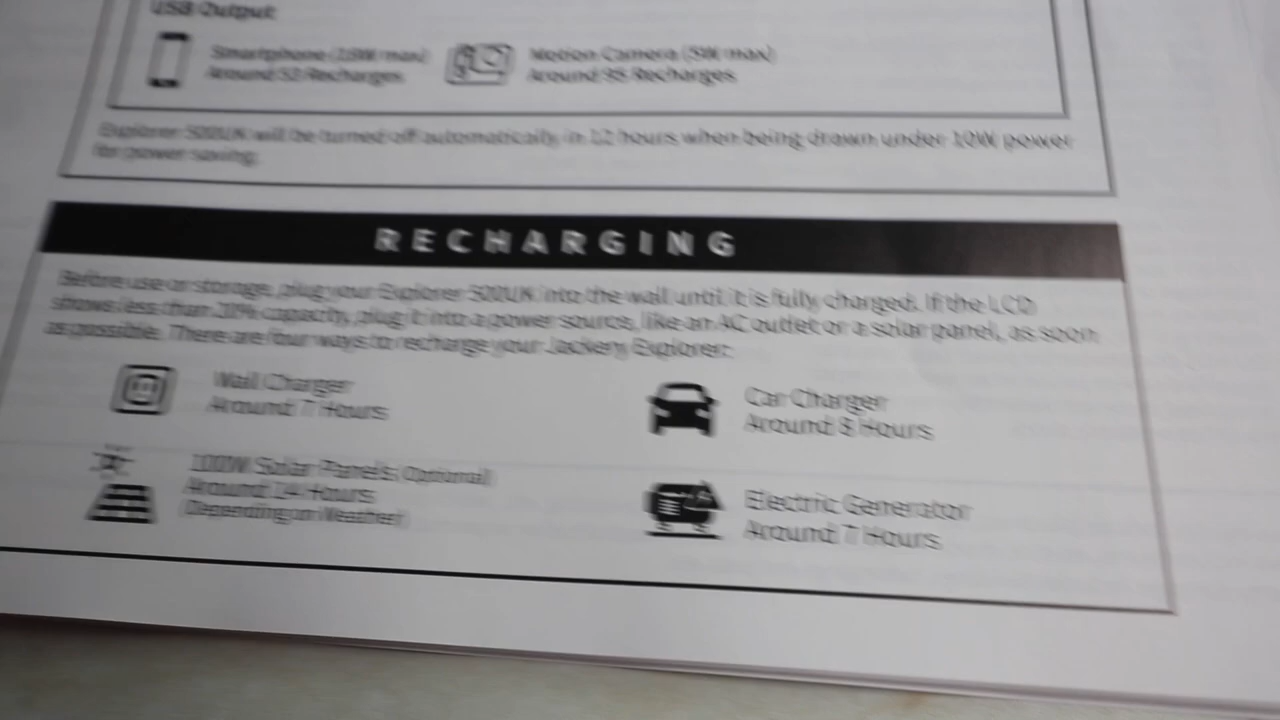 USB Output
Smartphone (18W max)
Around 52 Recharges
Motion Camera (5W max)
Around 95 Recharges
Explorer 500UK will be turned off automatically in 12 hours when being drawn under 10W power
for power saving.
RECHARGING
Before use or storage, plug your Explorer 500UK into the wall until it is fully charged. If the LCD
shows less than 20% capacity, plug it into a power source, like an AC outlet or a solar panel, as soon
as possible. There are four ways to recharge your Jackery Explorer:
Wall Charger
Around 7 Hours
Car Charger
Around 8 Hours
100W Solar Panels( Optional)
Around 14 Hours
(Depending on Weather)
Electric Generator
Around 7 Hours